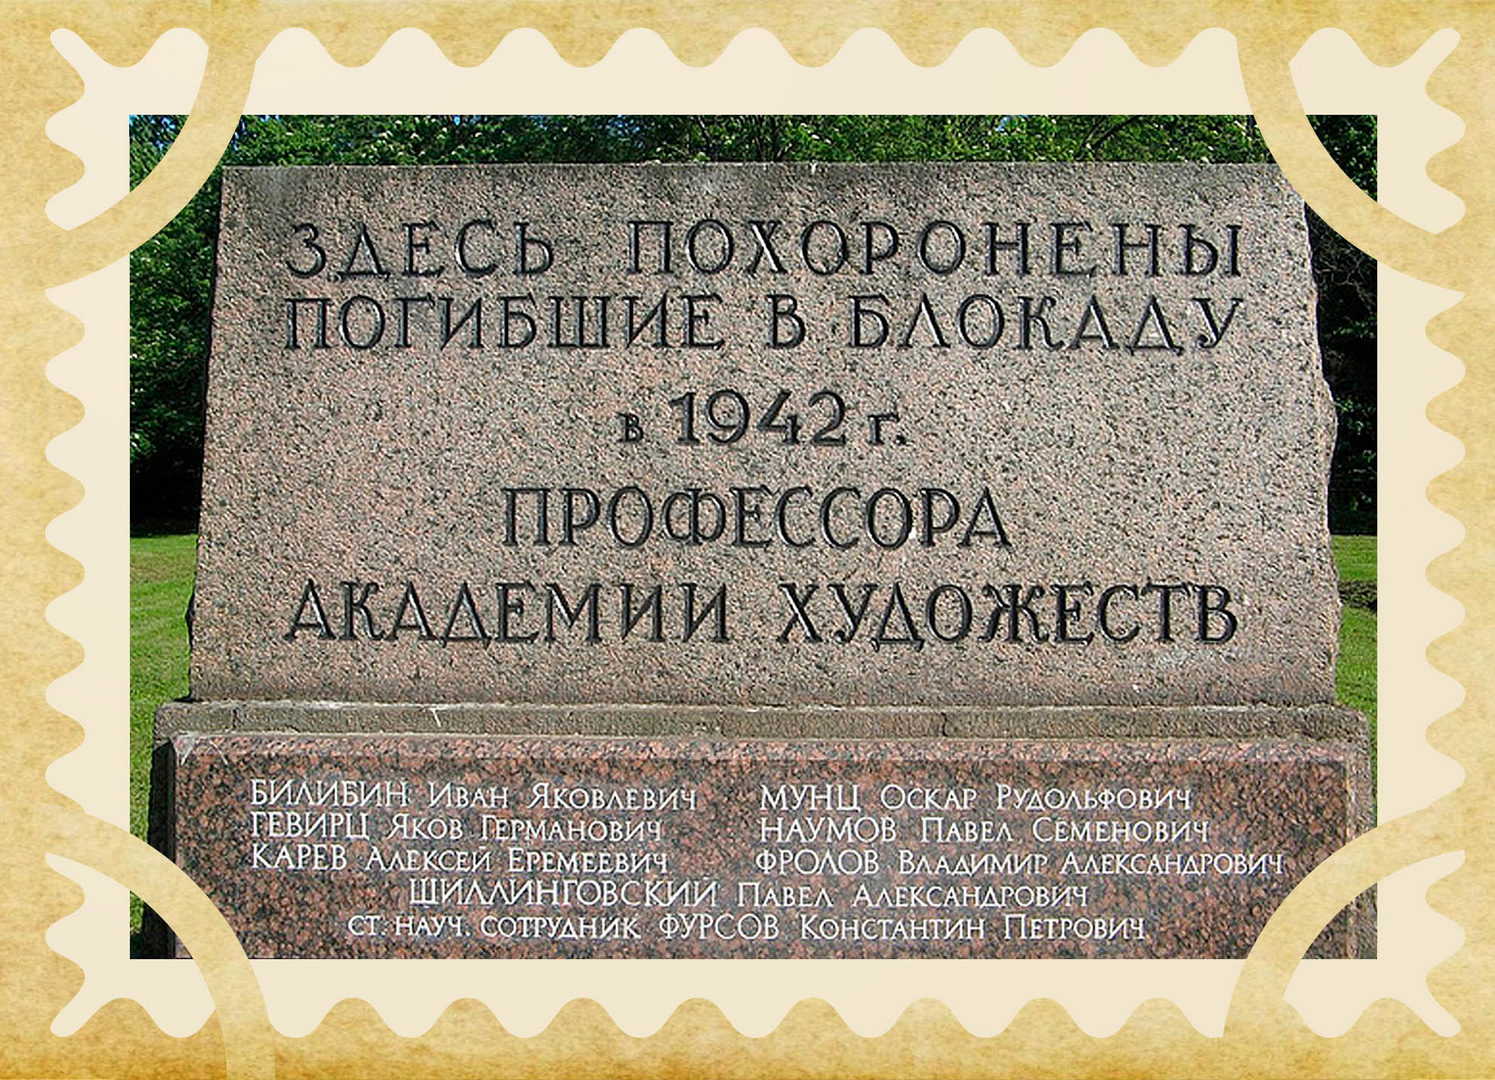 ЗДЕСЬ ПОХОРОНЕНЫ
ПОГИБШИЕ В БЛОКАДУ
в 1942 г.
ПРОФЕССОРА
АКАДЕМИИ ХУДОЖЕСТВ
БИЛИБИН Иван Яковлевич
ГЕВИРЦ Яков Германович
КАРЕВ Алексей Еремеевич
МУНЦ Оскар Рудольфович
НАУМОВ Павел Семенович
ФРОЛОВ Владимир Александрович
ШИЛЛИНГОВСКИЙ Павел Александрович
ст. науч. сотрудник ФУРСОВ Константин Петрович